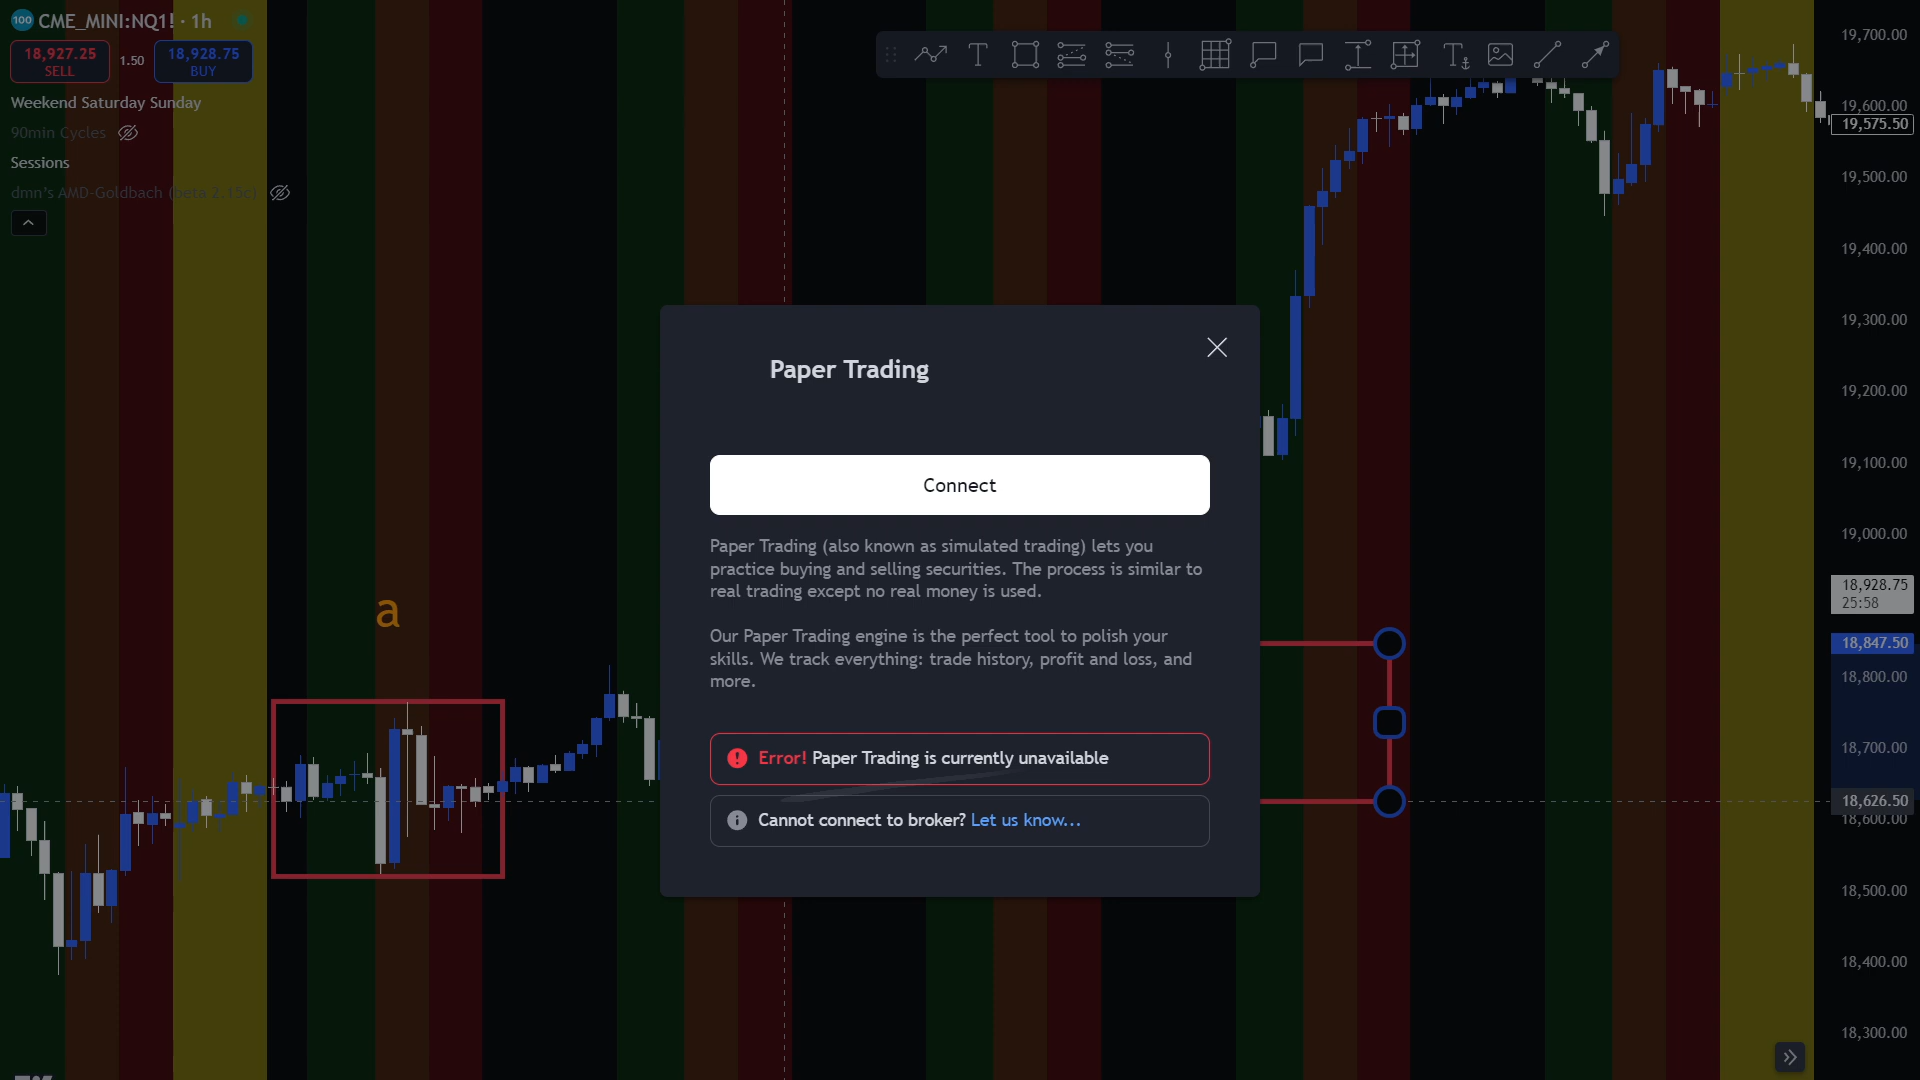 100 CME_MINI:NQ1! · 1h
18,927.25
SELL
1.50
18,928.75
BUY
Weekend Saturday Sunday
90min Cycles
Sessions
dmn's AMD-Goldbach (beta 2.15c)
a
Paper Trading
Connect
Paper Trading (also known as simulated trading) lets you
practice buying and selling securities. The process is similar to
real trading except no real money is used.
Our Paper Trading engine is the perfect tool to polish your
skills. We track everything: trade history, profit and loss, and
more.
Error! Paper Trading is currently unavailable
Cannot connect to broker? Let us know...
19,700.00
19,600.00
19,575.50
19,500.00
19,400.00
19,300.00
19,200.00
19,100.00
19,000.00
18,928.75
25:58
18,847.50
18,800.00
18,700.00
18,626.50
18,600.00
18,500.00
18,400.00
18,300.00